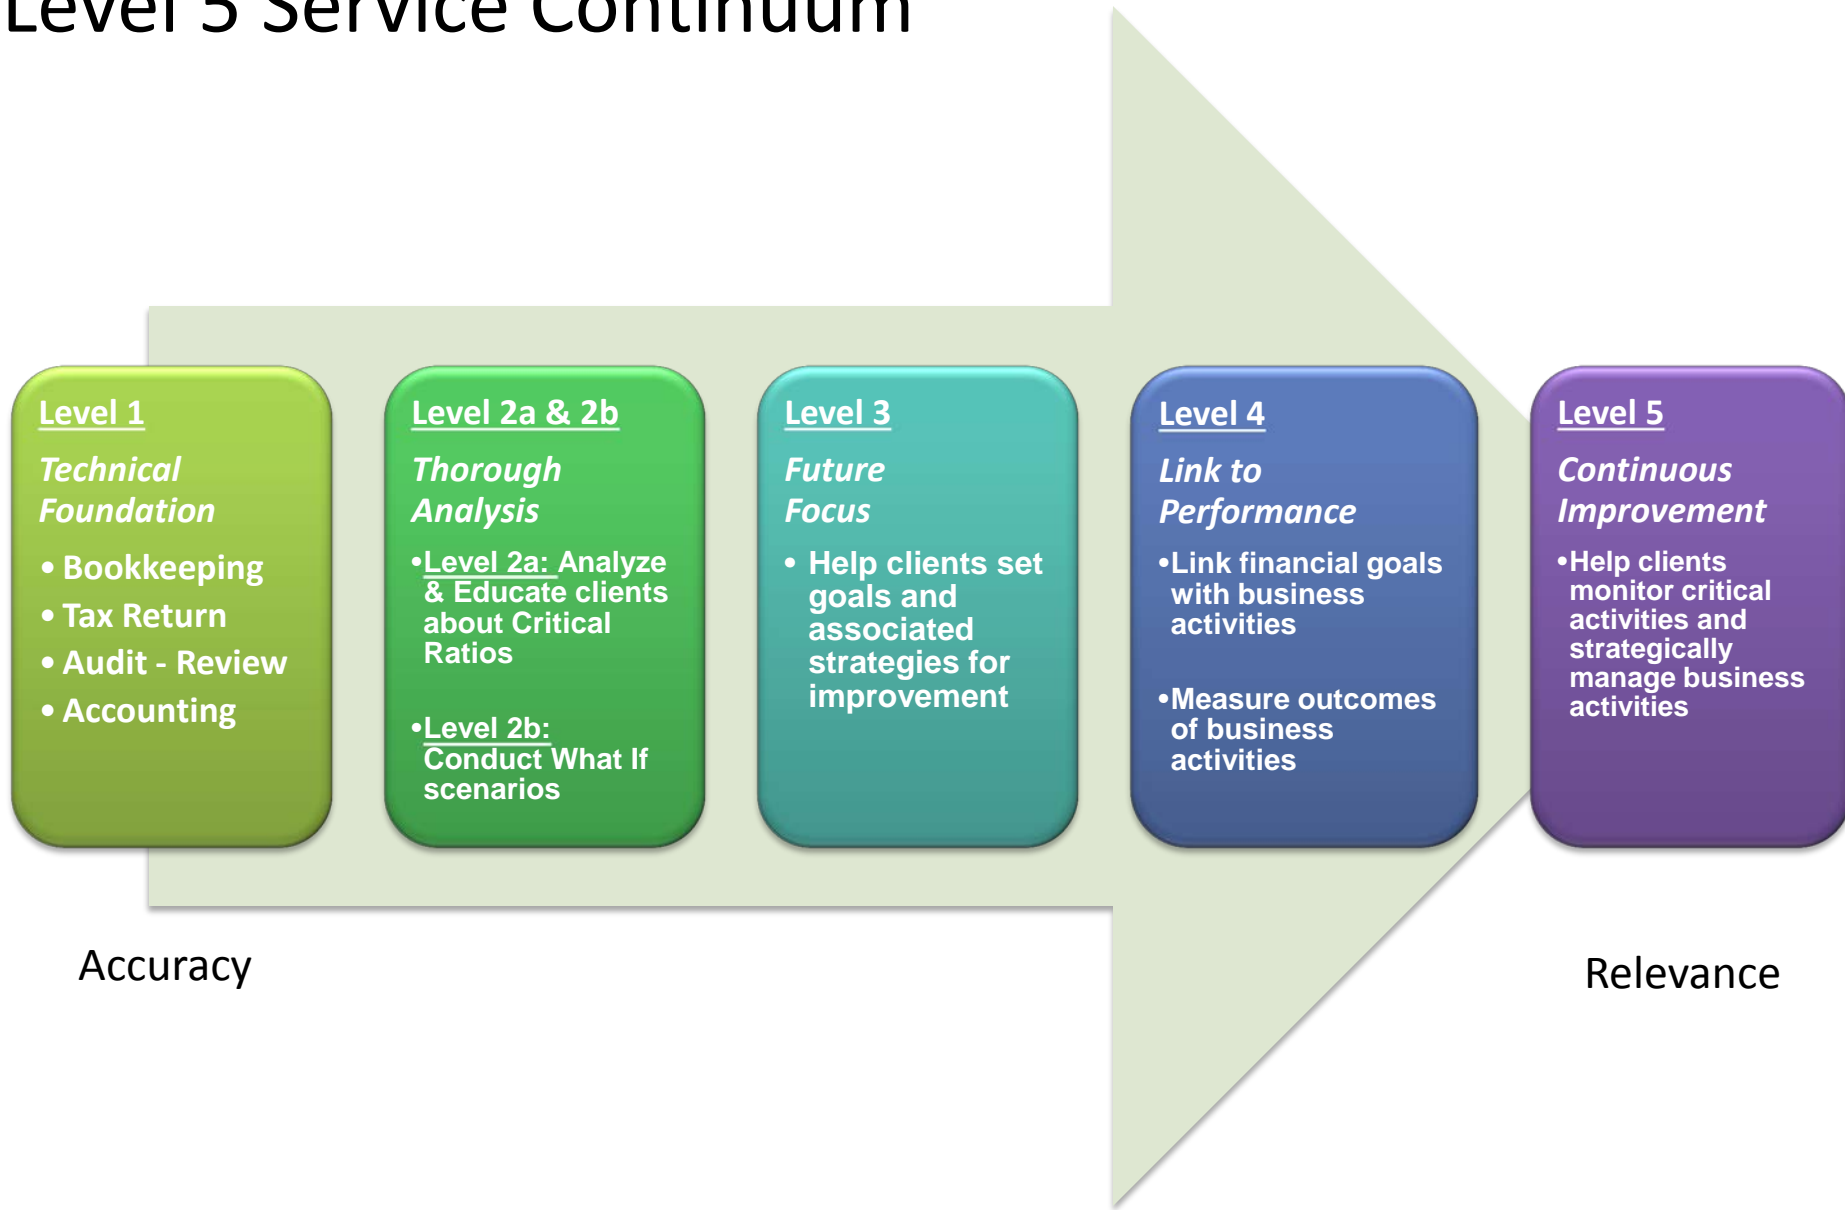 Level 5 Service Continuum
Level 1
Technical
Foundation
• Bookkeeping
• Tax Return
• Audit - Review
• Accounting
Level 2a & 2b
Thorough
Analysis
•Level 2a: Analyze
& Educate clients
about Critical
Ratios
•Level 2b:
Conduct What If
scenarios
Level 3
Future
Focus
• Help clients set
goals and
associated
strategies for
improvement
Level 4
Link to
Performance
•Link financial goals
with business
activities
•Measure outcomes
of business
activities
Level 5
Continuous
Improvement
•Help clients
monitor critical
activities and
strategically
manage business
activities
Accuracy
Relevance